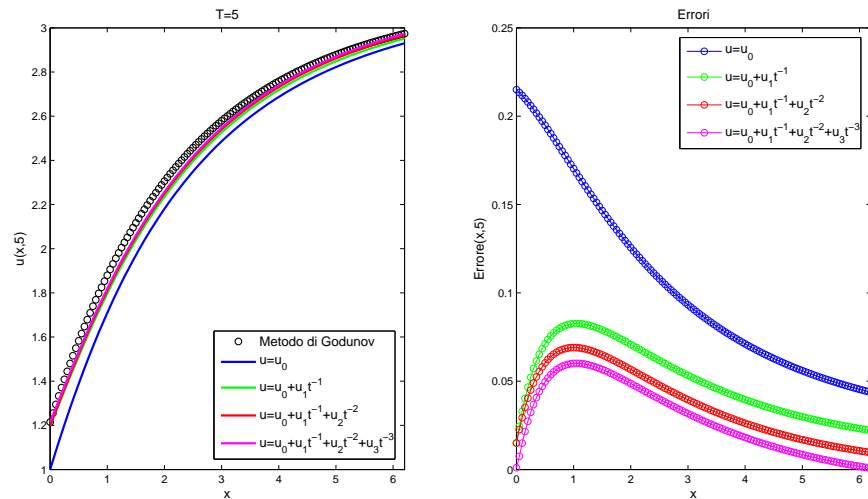 T=5
3
2.8
2.6
2.4
2.2
2
1.8
1.6
1.4
1.2
1
u(x,5)
0 1 2 3 4 5 6
x
Metodo di Godunov
u=u₀
u=u₀+u₁t⁻¹
u=u₀+u₁t⁻¹+u₂t⁻²
u=u₀+u₁t⁻¹+u₂t⁻²+u₃t⁻³
Errori
0.25
0.2
0.15
0.1
0.05
0
Errore(x,5)
0 1 2 3 4 5 6
x
u=u₀
u=u₀+u₁t⁻¹
u=u₀+u₁t⁻¹+u₂t⁻²
u=u₀+u₁t⁻¹+u₂t⁻²+u₃t⁻³